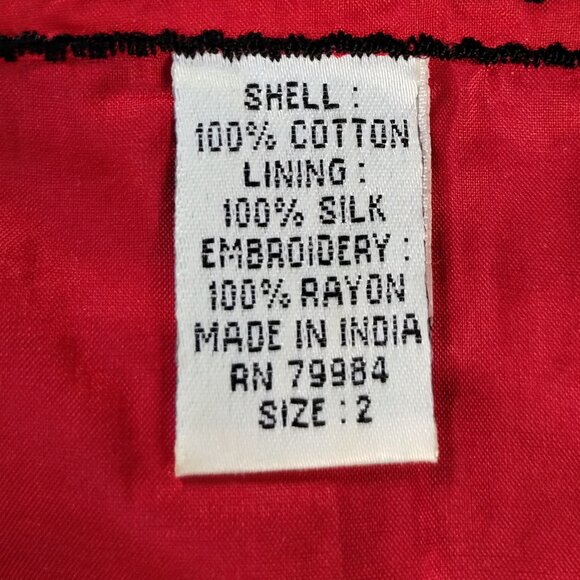 SHELL :
100% COTTON
LINING :
100% SILK
EMBROIDERY :
100% RAYON
MADE IN INDIA
RN 79984
SIZE : 2